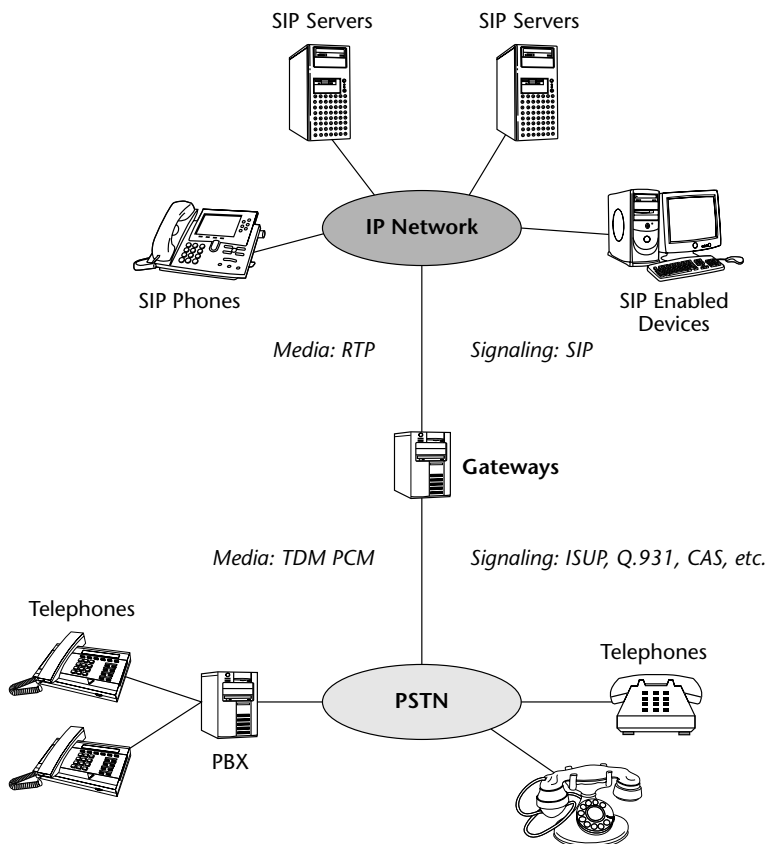 SIP Servers
SIP Servers
IP Network
SIP Phones
SIP Enabled
Devices
Media: RTP
Signaling: SIP
Gateways
Media: TDM PCM
Signaling: ISUP, Q.931, CAS, etc.
Telephones
Telephones
PSTN
PBX